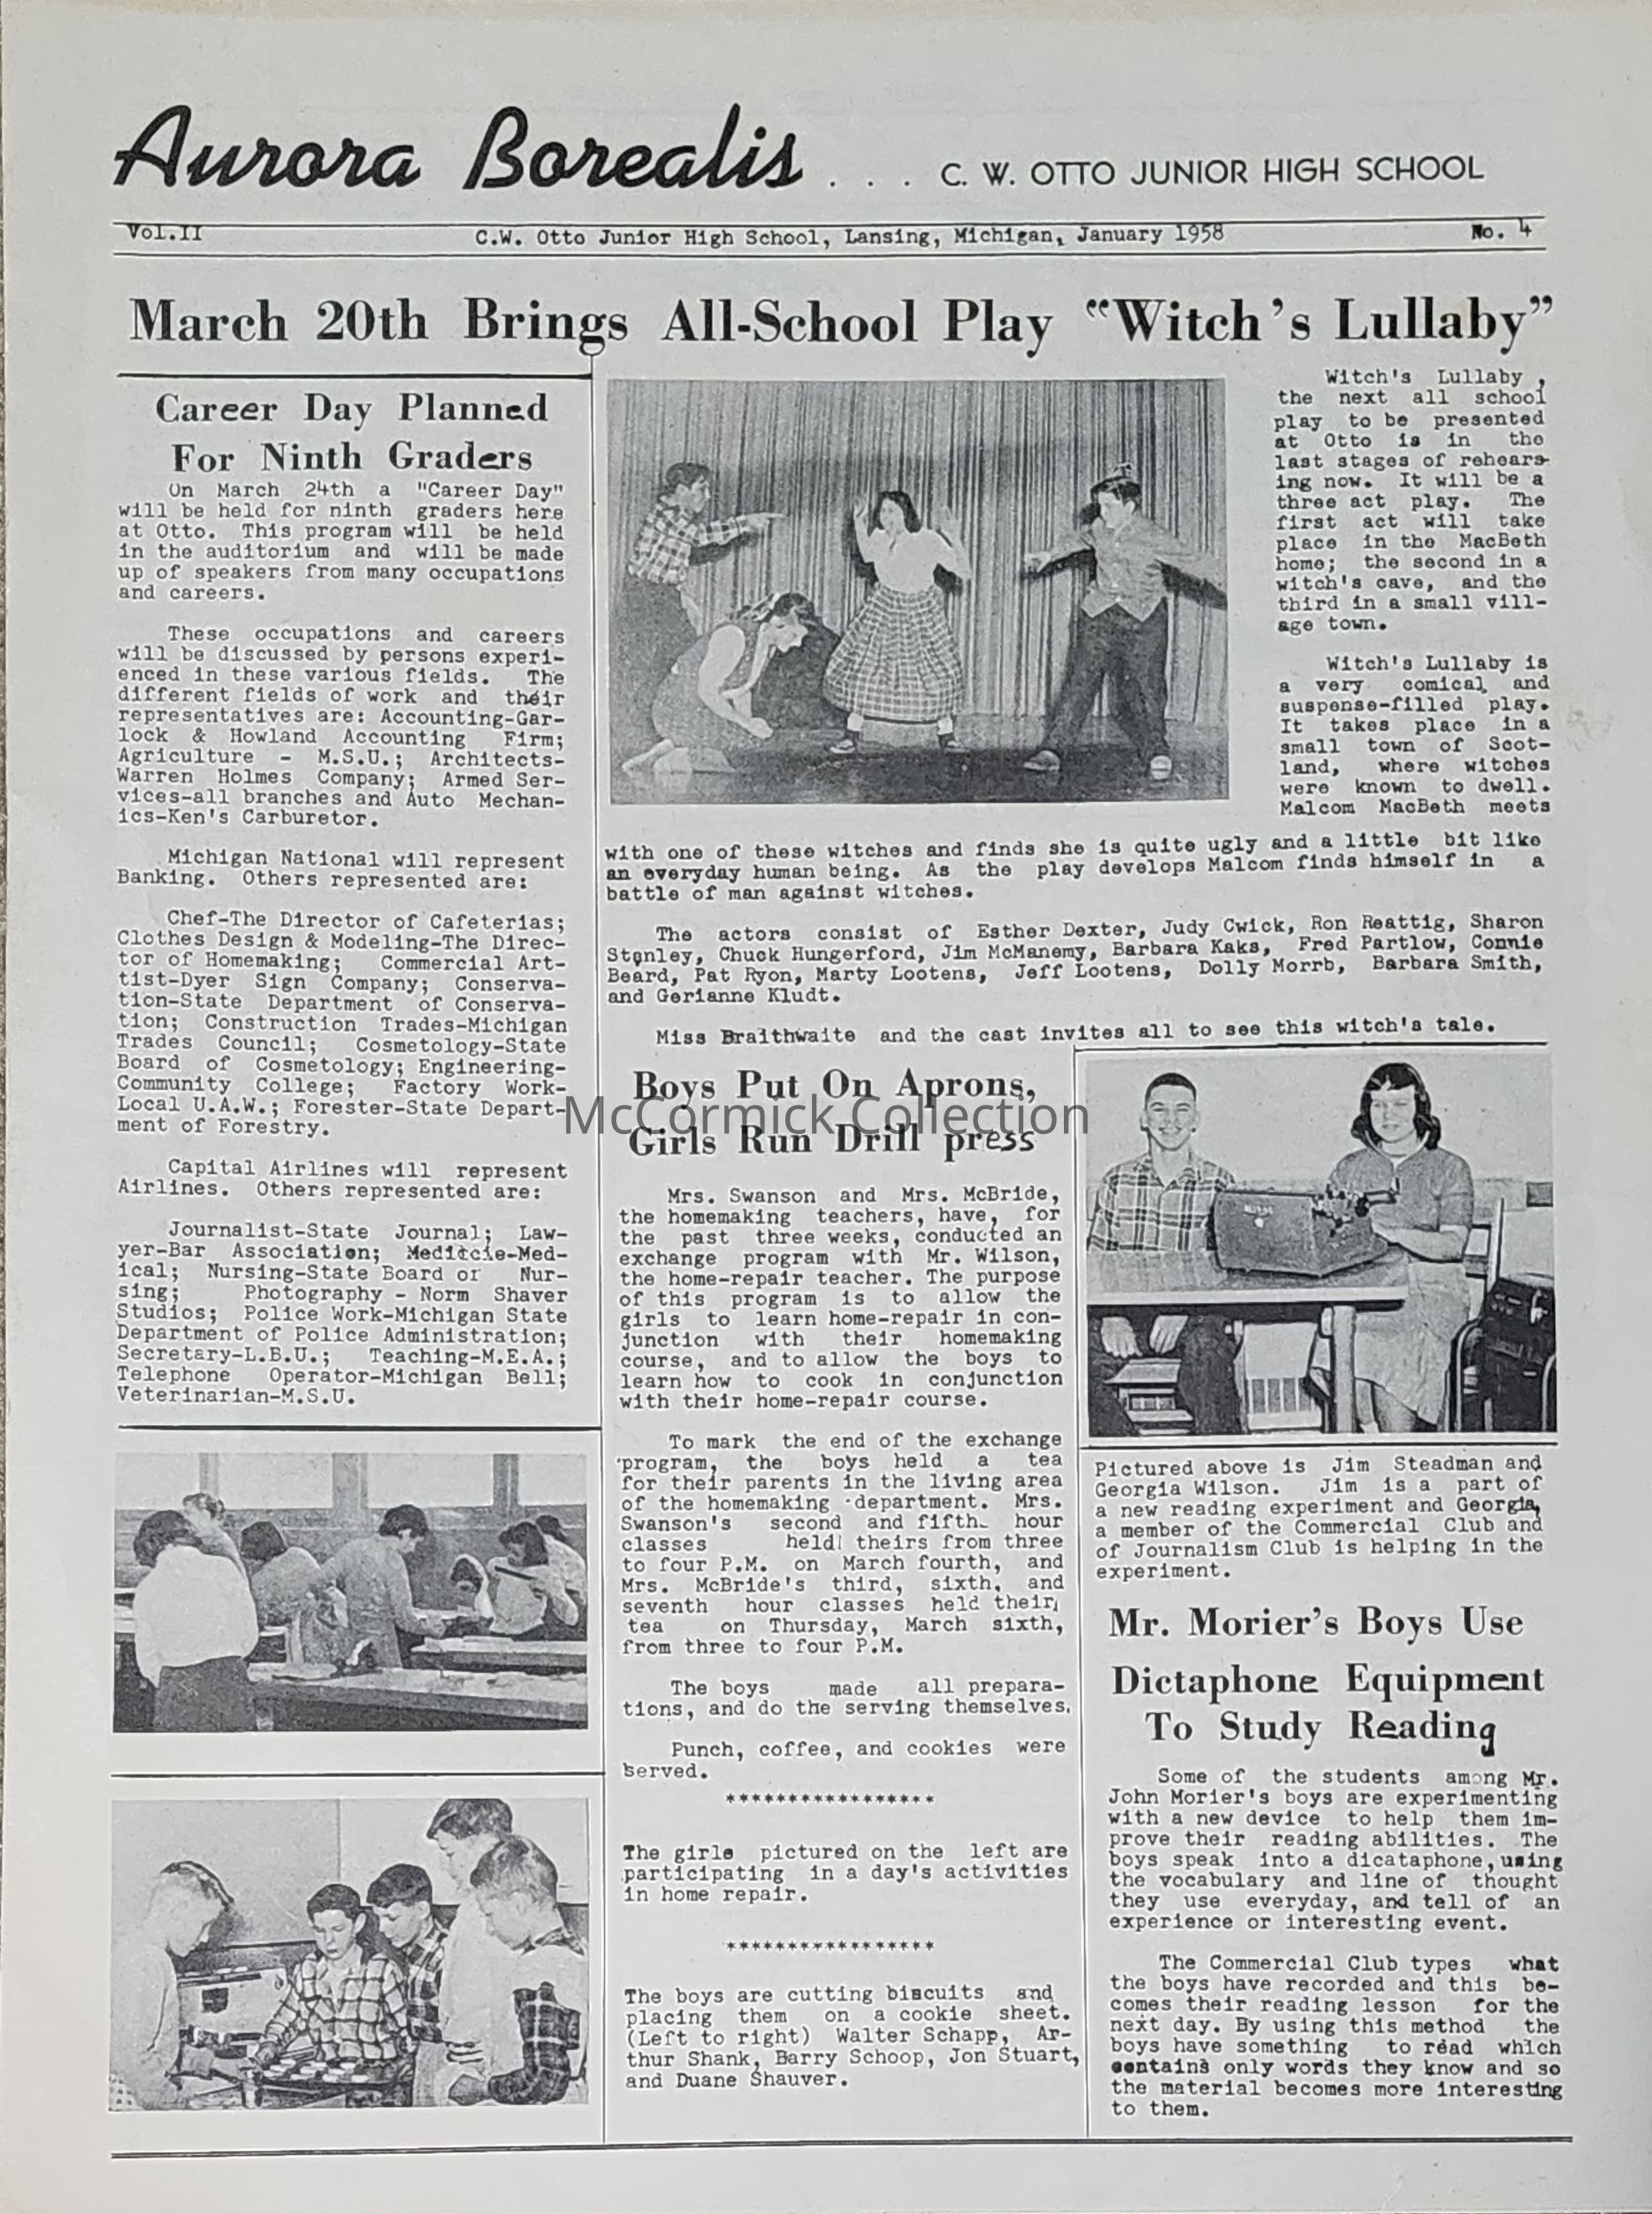 Aurora Borealis . . . C. W. OTTO JUNIOR HIGH SCHOOL
Vol.II C.W. Otto Junior High School, Lansing, Michigan, January 1958 No. 4
March 20th Brings All-School Play “Witch’s Lullaby”
Career Day Planned
For Ninth Graders
On March 24th a "Career Day"
will be held for ninth graders here
at Otto. This program will be held
in the auditorium and will be made
up of speakers from many occupations
and careers.
These occupations and careers
will be discussed by persons experi-
enced in these various fields. The
different fields of work and their
representatives are: Accounting-Gar-
lock & Howland Accounting Firm;
Agriculture - M.S.U.; Architects-
Warren Holmes Company; Armed Ser-
vices-all branches and Auto Mechan-
ics-Ken's Carburetor.
Michigan National will represent
Banking. Others represented are:
Chef-The Director of Cafeterias;
Clothes Design & Modeling-The Direc-
tor of Homemaking; Commercial Art-
tist-Dyer Sign Company; Conserva-
tion-State Department of Conserva-
tion; Construction Trades-Michigan
Trades Council; Cosmetology-State
Board of Cosmetology; Engineering-
Community College; Factory Work-
Local U.A.W.; Forester-State Depart-
ment of Forestry.
Capital Airlines will represent
Airlines. Others represented are:
Journalist-State Journal; Law-
yer-Bar Association; Meditcie-Med-
ical; Nursing-State Board or Nur-
sing; Photography - Norm Shaver
Studios; Police Work-Michigan State
Department of Police Administration;
Secretary-L.B.U.; Teaching-M.E.A.;
Telephone Operator-Michigan Bell;
Veterinarian-M.S.U.
Witch's Lullaby ,
the next all school
play to be presented
at Otto is in the
last stages of rehears-
ing now. It will be a
three act play. The
first act will take
place in the MacBeth
home; the second in a
witch's cave, and the
third in a small vill-
age town.
Witch's Lullaby is
a very comical and
suspense-filled play.
It takes place in a
small town of Scot-
land, where witches
were known to dwell.
Malcom MacBeth meets
with one of these witches and finds she is quite ugly and a little bit like
an everyday human being. As the play develops Malcom finds himself in a
battle of man against witches.
The actors consist of Esther Dexter, Judy Cwick, Ron Reattig, Sharon
Stanley, Chuck Hungerford, Jim McManemy, Barbara Kaks, Fred Partlow, Connie
Beard, Pat Ryon, Marty Lootens, Jeff Lootens, Dolly Morrb, Barbara Smith,
and Gerianne Kludt.
Miss Braithwaite and the cast invites all to see this witch's tale.
Boys Put On Aprons,
Girls Run Drill press
McCormick Collection
Mrs. Swanson and Mrs. McBride,
the homemaking teachers, have, for
the past three weeks, conducted an
exchange program with Mr. Wilson,
the home-repair teacher. The purpose
of this program is to allow the
girls to learn home-repair in con-
junction with their homemaking
course, and to allow the boys to
learn how to cook in conjunction
with their home-repair course.
To mark the end of the exchange
program, the boys held a tea
for their parents in the living area
of the homemaking department. Mrs.
Swanson's second and fifth hour
classes held theirs from three
to four P.M. on March fourth, and
Mrs. McBride's third, sixth, and
seventh hour classes held their
tea on Thursday, March sixth,
from three to four P.M.
The boys made all prepara-
tions, and do the serving themselves.
Punch, coffee, and cookies were
served.
*****************
The girls pictured on the left are
participating in a day's activities
in home repair.
*****************
The boys are cutting biscuits and
placing them on a cookie sheet.
(Left to right) Walter Schapp, Ar-
thur Shank, Barry Schoop, Jon Stuart,
and Duane Shauver.
Pictured above is Jim Steadman and
Georgia Wilson. Jim is a part of
a new reading experiment and Georgia,
a member of the Commercial Club and
of Journalism Club is helping in the
experiment.
Mr. Morier’s Boys Use
Dictaphone Equipment
To Study Reading
Some of the students among Mr.
John Morier's boys are experimenting
with a new device to help them im-
prove their reading abilities. The
boys speak into a dicataphone, using
the vocabulary and line of thought
they use everyday, and tell of an
experience or interesting event.
The Commercial Club types what
the boys have recorded and this be-
comes their reading lesson for the
next day. By using this method the
boys have something to read which
contains only words they know and so
the material becomes more interesting
to them.